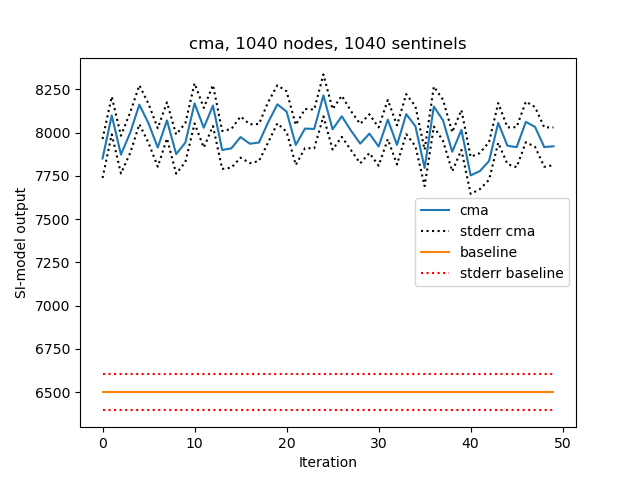 cma, 1040 nodes, 1040 sentinels
SI-model output
8250
8000
7750
7500
7250
7000
6750
6500
cma
stderr cma
baseline
stderr baseline
0 10 20 30 40 50
Iteration